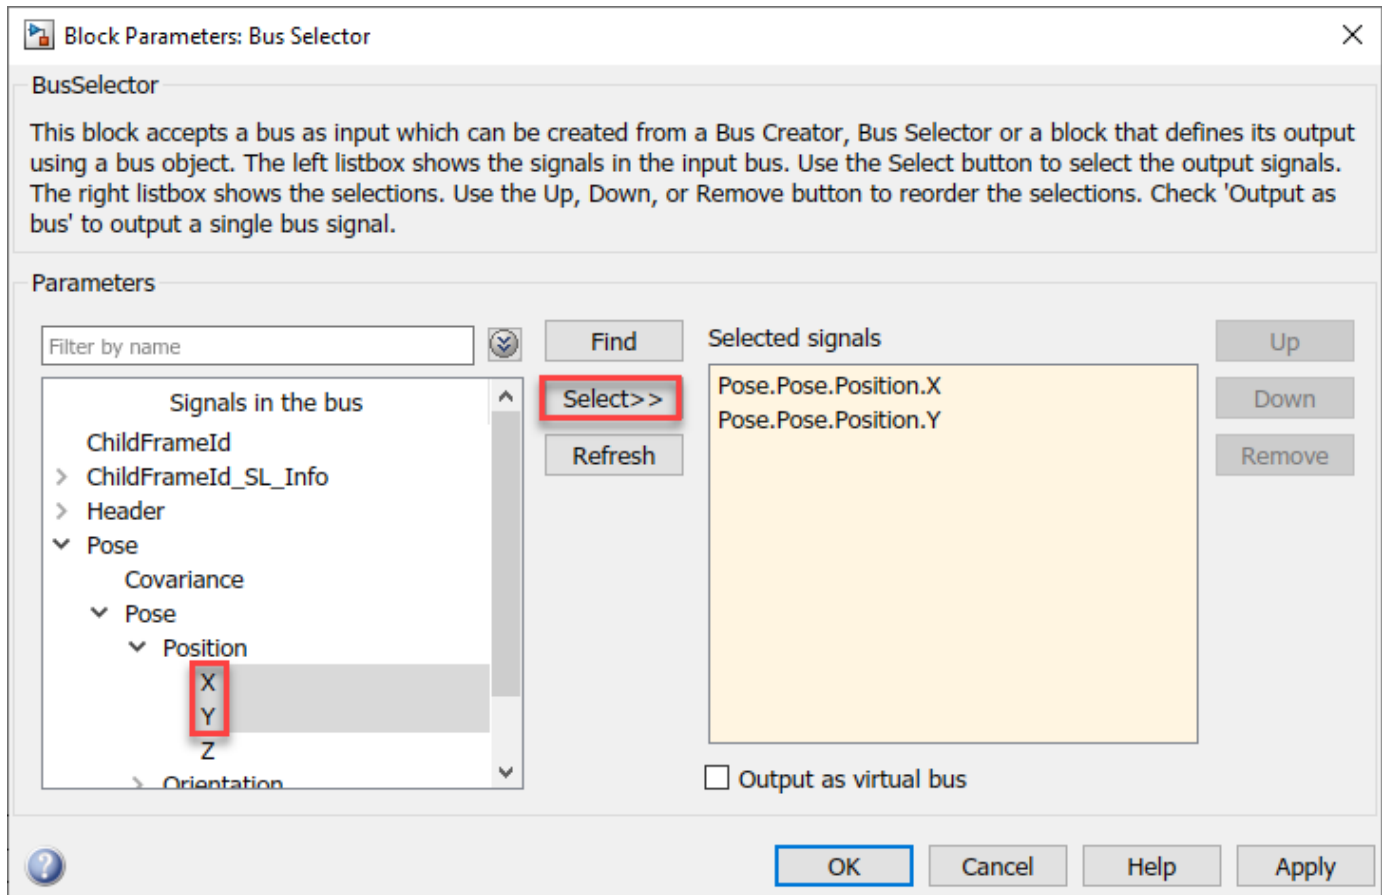 Block Parameters: Bus Selector
BusSelector
This block accepts a bus as input which can be created from a Bus Creator, Bus Selector or a block that defines its output
using a bus object. The left listbox shows the signals in the input bus. Use the Select button to select the output signals.
The right listbox shows the selections. Use the Up, Down, or Remove button to reorder the selections. Check 'Output as
bus' to output a single bus signal.
Parameters
Filter by name
Signals in the bus
ChildFrameId
ChildFrameId_SL_Info
Header
Pose
Covariance
Pose
Position
X
Y
Z
Orientation
Find
Select>>
Refresh
Selected signals
Pose.Pose.Position.X
Pose.Pose.Position.Y
Output as virtual bus
Up
Down
Remove
?
OK
Cancel
Help
Apply